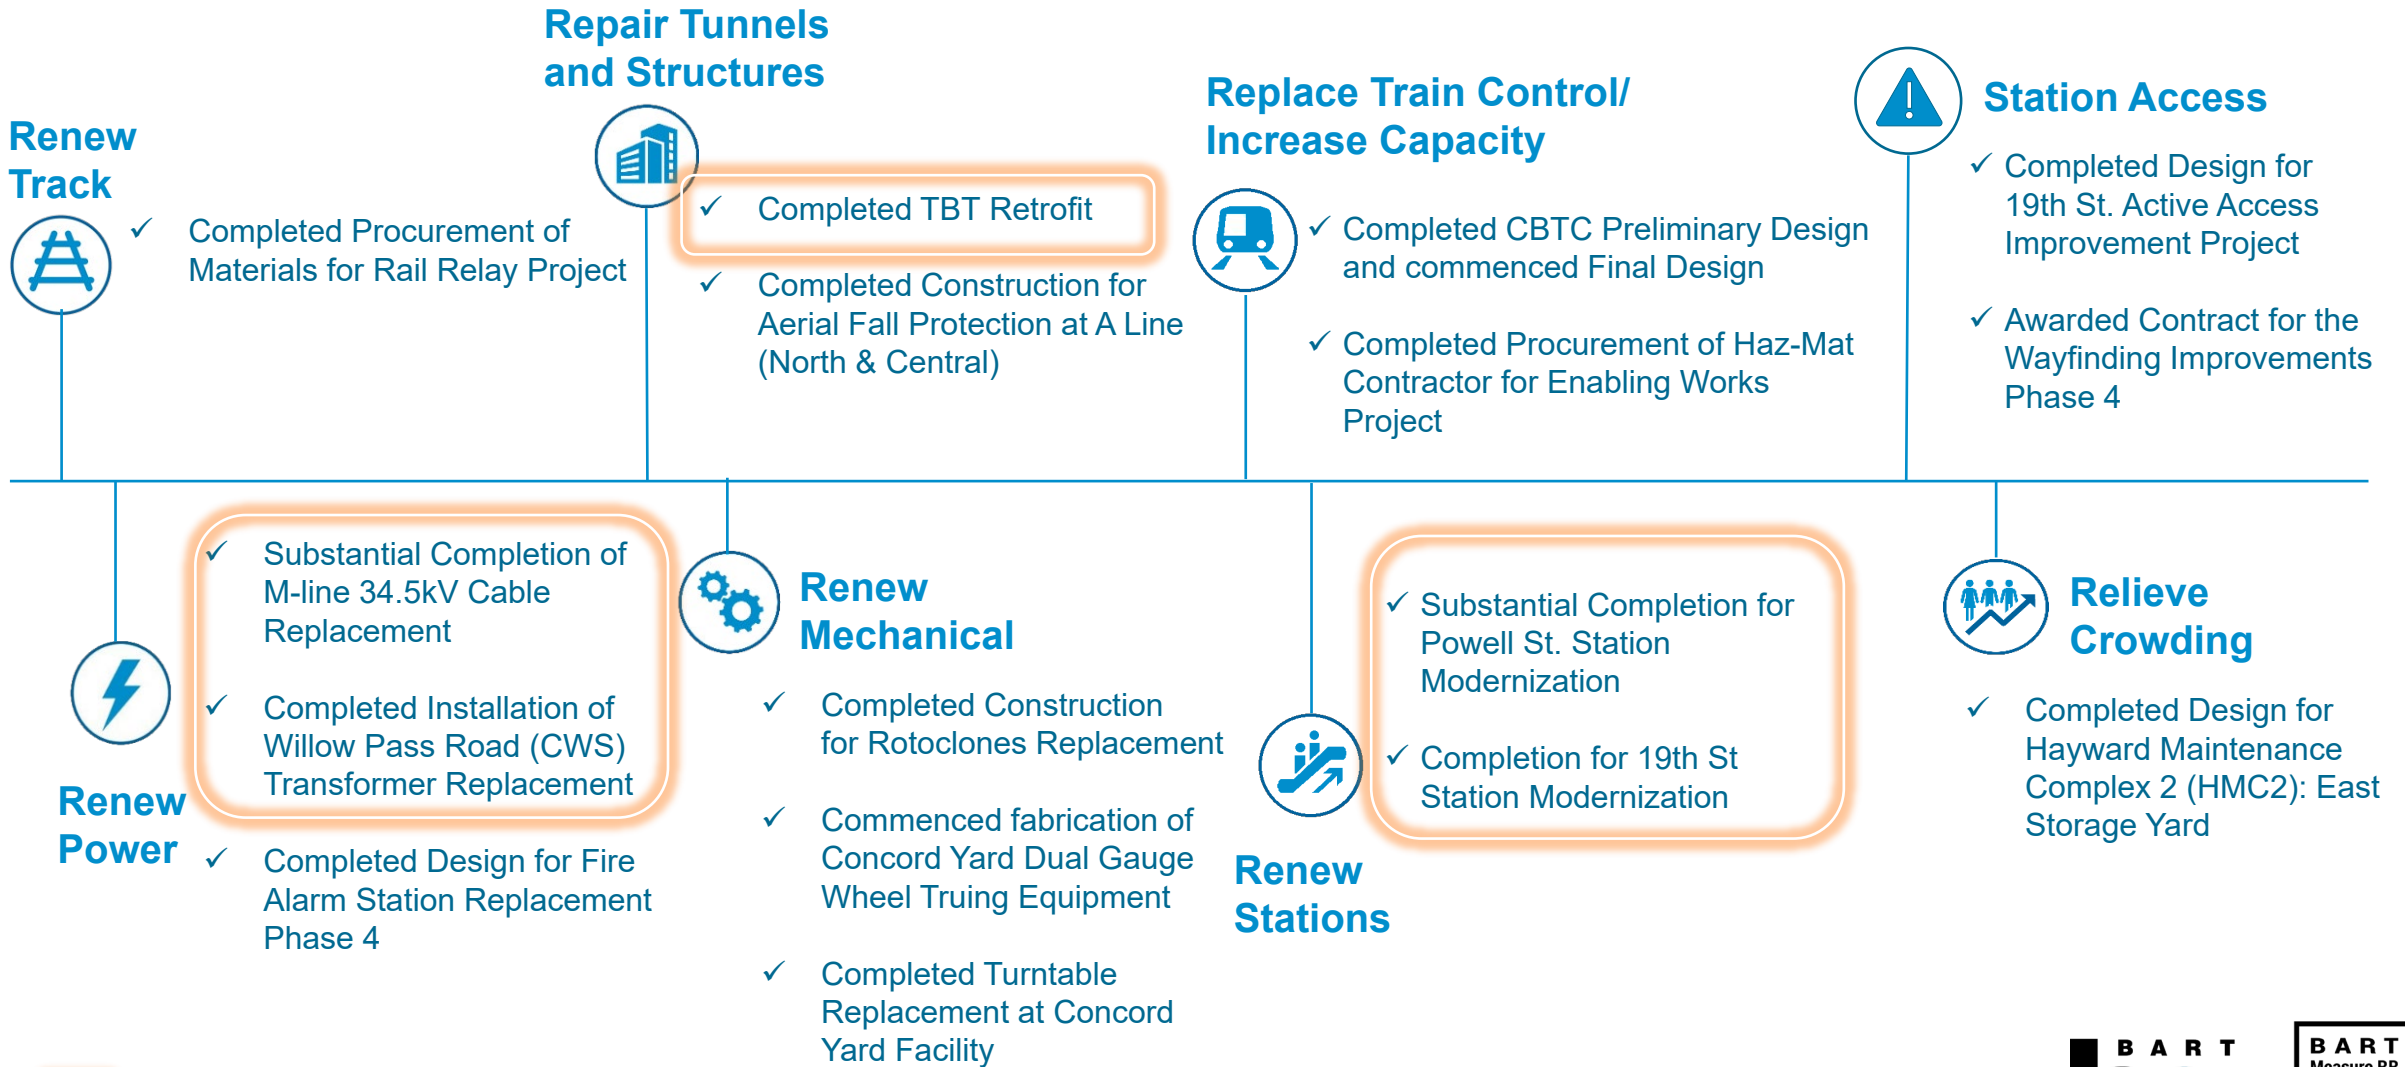 Renew
Track
✓ Completed Procurement of
Materials for Rail Relay Project
Repair Tunnels
and Structures
✓ Completed TBT Retrofit
✓ Completed Construction for
Aerial Fall Protection at A Line
(North & Central)
Replace Train Control/
Increase Capacity
✓ Completed CBTC Preliminary Design
and commenced Final Design
✓ Completed Procurement of Haz-Mat
Contractor for Enabling Works
Project
Station Access
✓ Completed Design for
19th St. Active Access
Improvement Project
✓ Awarded Contract for the
Wayfinding Improvements
Phase 4
Renew
Power
✓ Substantial Completion of
M-line 34.5kV Cable
Replacement
✓ Completed Installation of
Willow Pass Road (CWS)
Transformer Replacement
✓ Completed Design for Fire
Alarm Station Replacement
Phase 4
Renew
Mechanical
✓ Completed Construction
for Rotoclones Replacement
✓ Commenced fabrication of
Concord Yard Dual Gauge
Wheel Truing Equipment
✓ Completed Turntable
Replacement at Concord
Yard Facility
Renew
Stations
✓ Substantial Completion for
Powell St. Station
Modernization
✓ Completion for 19th St
Station Modernization
Relieve
Crowding
✓ Completed Design for
Hayward Maintenance
Complex 2 (HMC2): East
Storage Yard
BART
BART
Measure RR